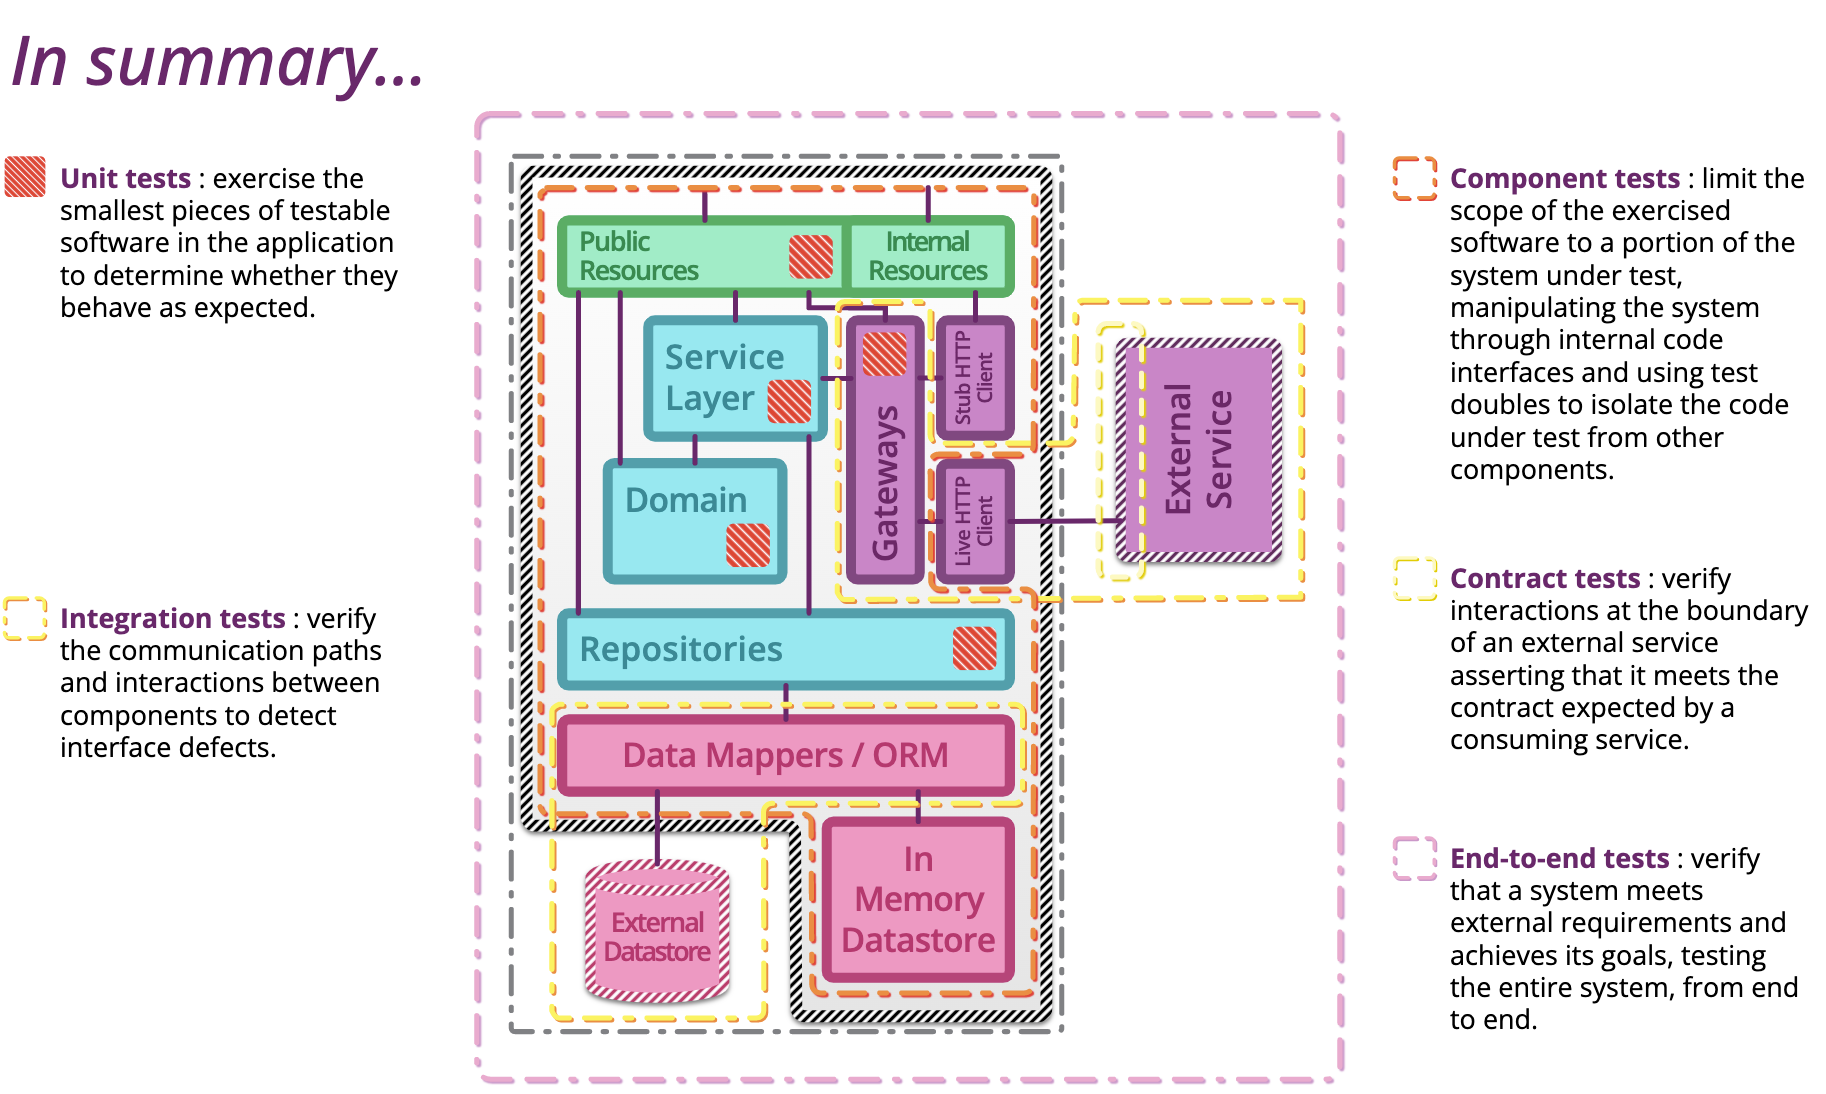 In summary...
Unit tests : exercise the
smallest pieces of testable
software in the application
to determine whether they
behave as expected.
Integration tests : verify
the communication paths
and interactions between
components to detect
interface defects.
Public
Resources
Internal
Resources
Service
Layer
Gateways
Stub HTTP
Client
Domain
Live HTTP
Client
External
Service
Repositories
Data Mappers / ORM
External
Datastore
In
Memory
Datastore
Component tests : limit the
scope of the exercised
software to a portion of the
system under test,
manipulating the system
through internal code
interfaces and using test
doubles to isolate the code
under test from other
components.
Contract tests : verify
interactions at the boundary
of an external service
asserting that it meets the
contract expected by a
consuming service.
End-to-end tests : verify
that a system meets
external requirements and
achieves its goals, testing
the entire system, from end
to end.